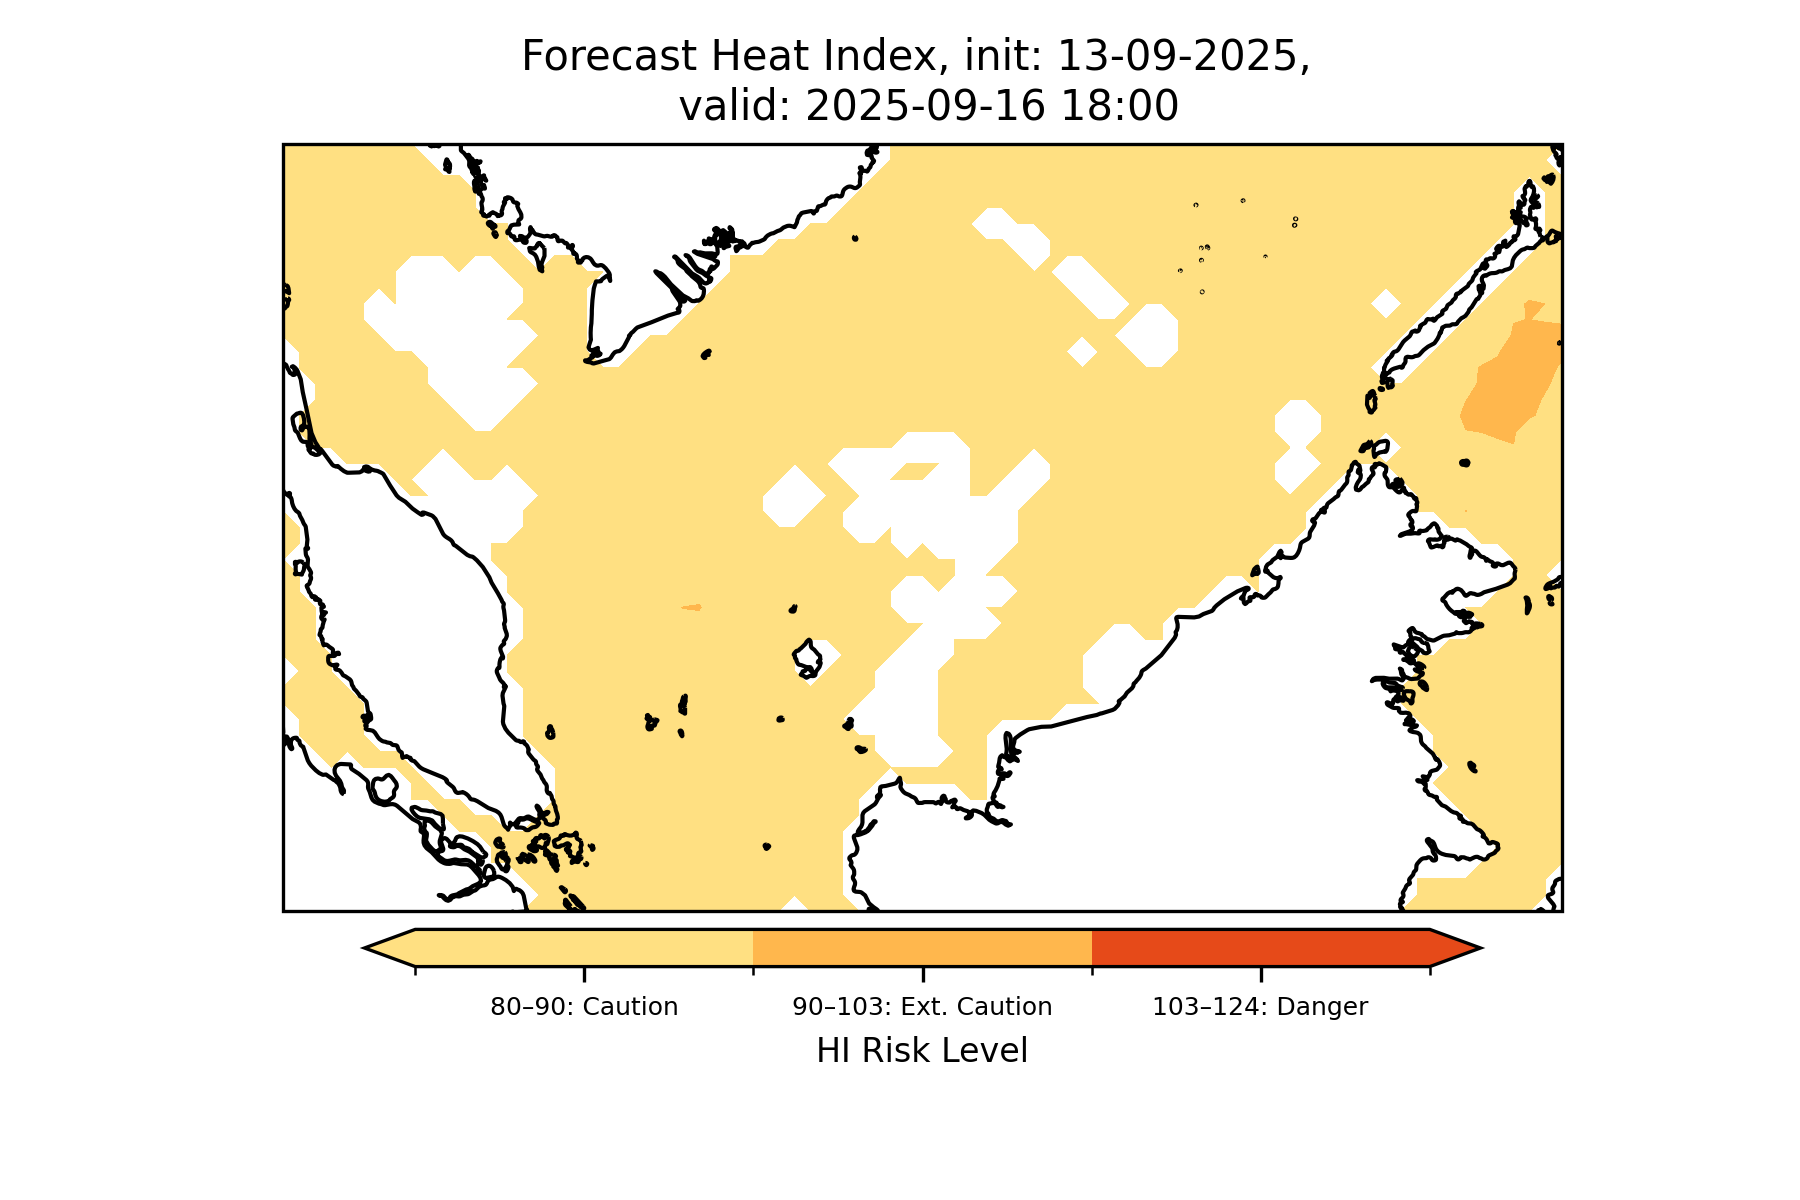 Forecast Heat Index, init: 13-09-2025,
valid: 2025-09-16 18:00
80–90: Caution
90–103: Ext. Caution
103–124: Danger
HI Risk Level